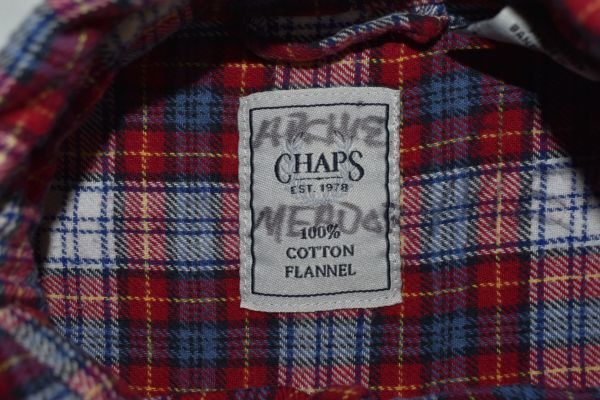 ARCHIE
CHAPS
EST. 1978
100%
COTTON
FLANNEL